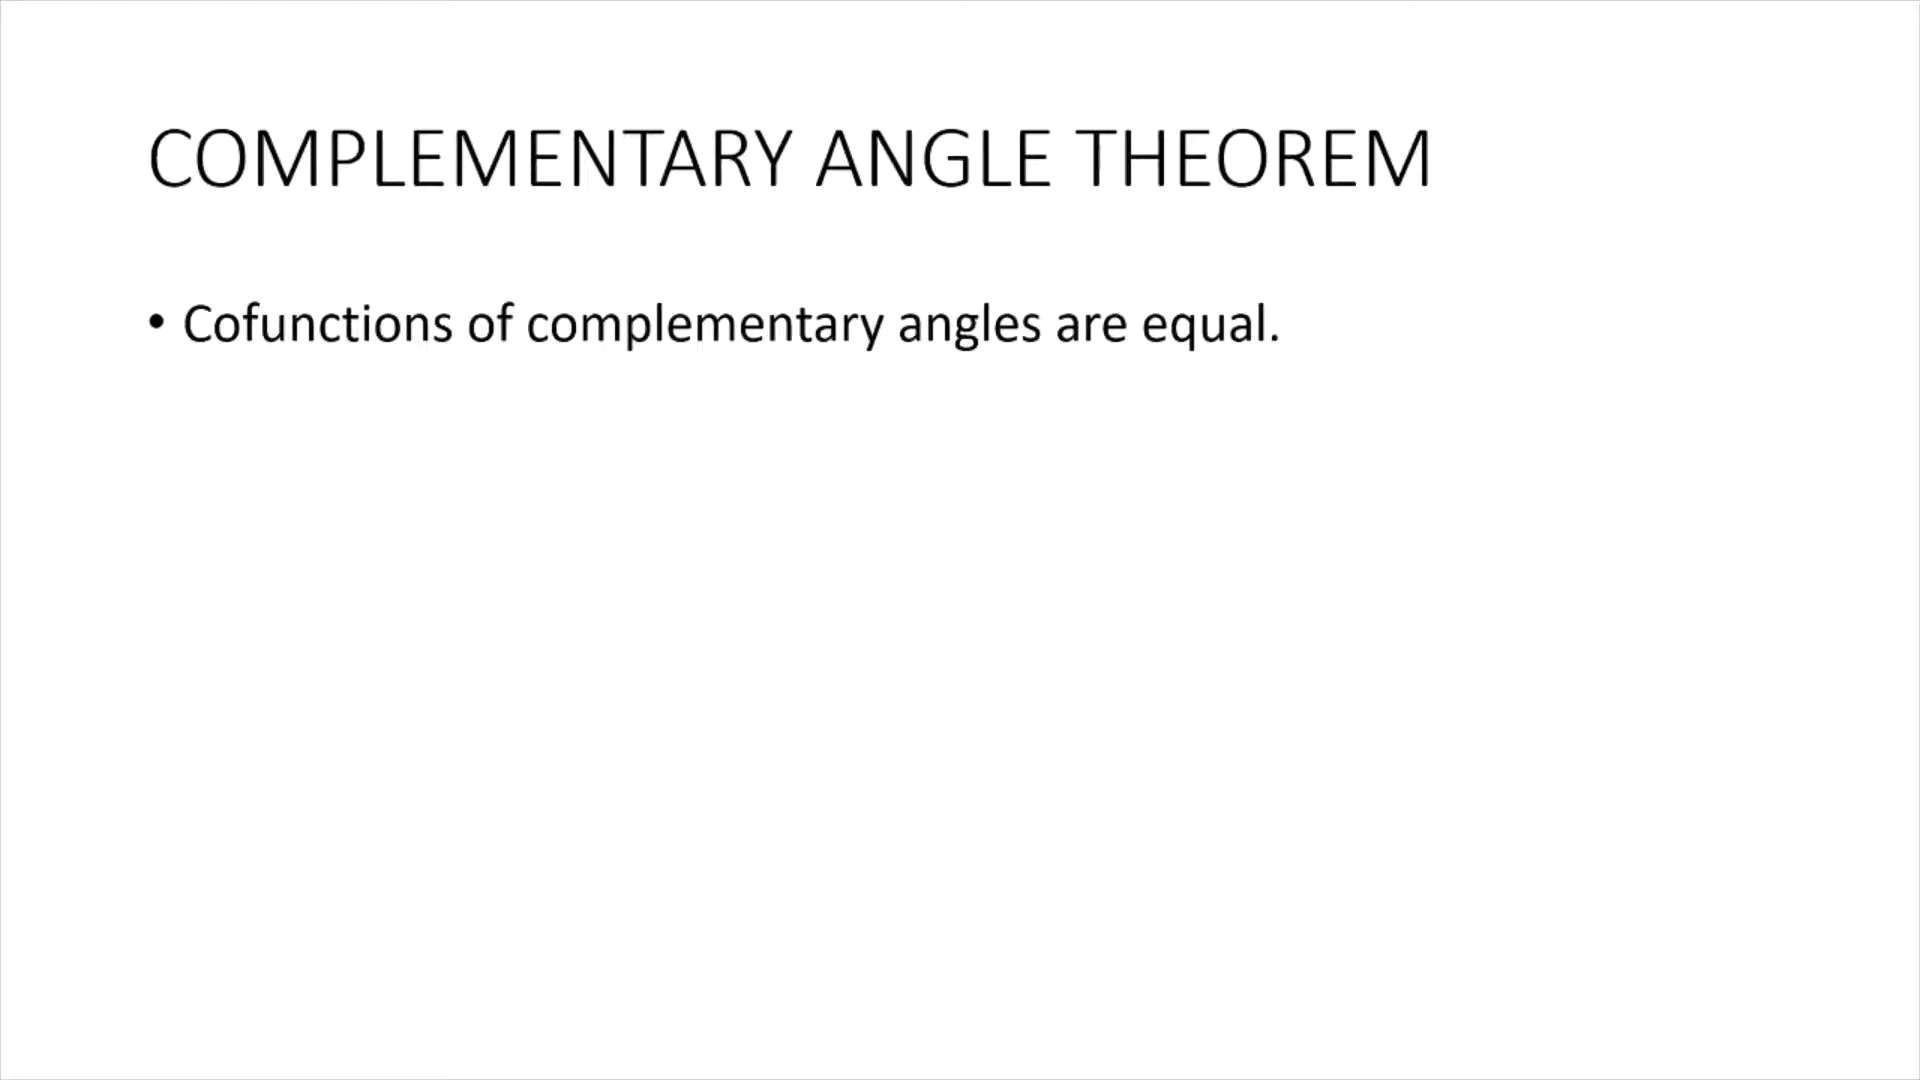 COMPLEMENTARY ANGLE THEOREM
• Cofunctions of complementary angles are equal.